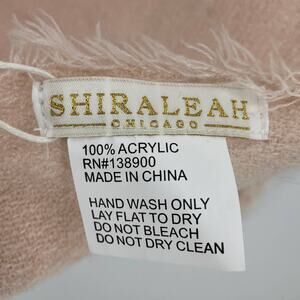 SHIRALEAH
CHICAGO
100% ACRYLIC
RN#138900
MADE IN CHINA
HAND WASH ONLY
LAY FLAT TO DRY
DO NOT BLEACH
DO NOT DRY CLEAN